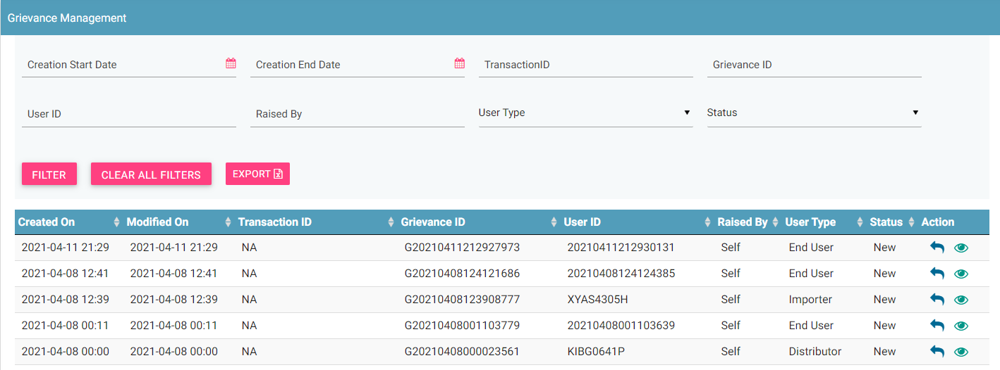 Grievance Management
Creation Start Date Creation End Date TransactionID Grievance ID
User ID Raised By User Type Status
FILTER CLEAR ALL FILTERS EXPORT
Created On Modified On Transaction ID Grievance ID User ID Raised By User Type Status Action
2021-04-11 21:29 2021-04-11 21:29 NA G20210411212927973 20210411212930131 Self End User New
2021-04-08 12:41 2021-04-08 12:41 NA G20210408124121686 20210408124124385 Self End User New
2021-04-08 12:39 2021-04-08 12:39 NA G20210408123908777 XYAS4305H Self Importer New
2021-04-08 00:11 2021-04-08 00:11 NA G20210408001103779 20210408001103639 Self End User New
2021-04-08 00:00 2021-04-08 00:00 NA G20210408000023561 KIBG0641P Self Distributor New